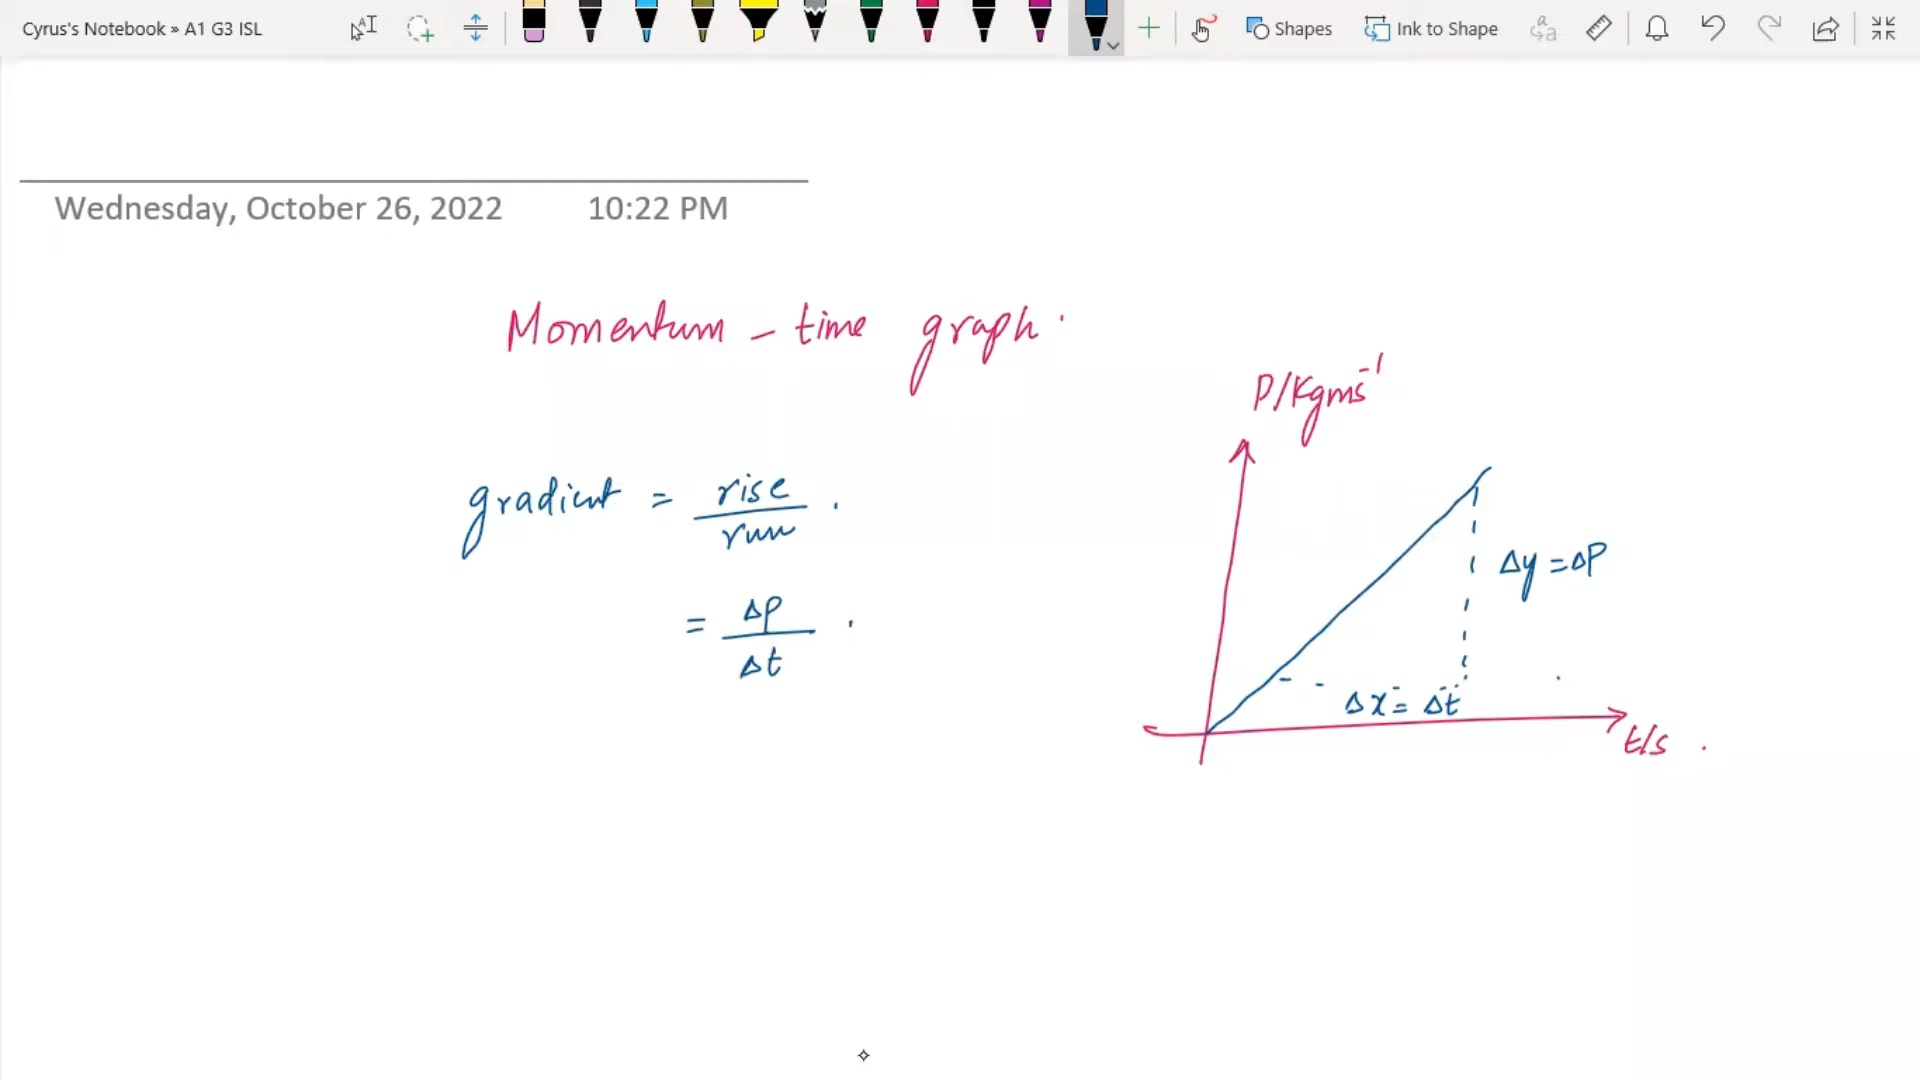 Cyrus's Notebook » A1 G3 ISL
Shapes
Ink to Shape
Wednesday, October 26, 2022 10:22 PM
Momentum - time graph.
P/Kgms⁻¹
gradient = rise / run .
= Δp / Δt .
Δy = ΔP
Δx = Δt
t/s .